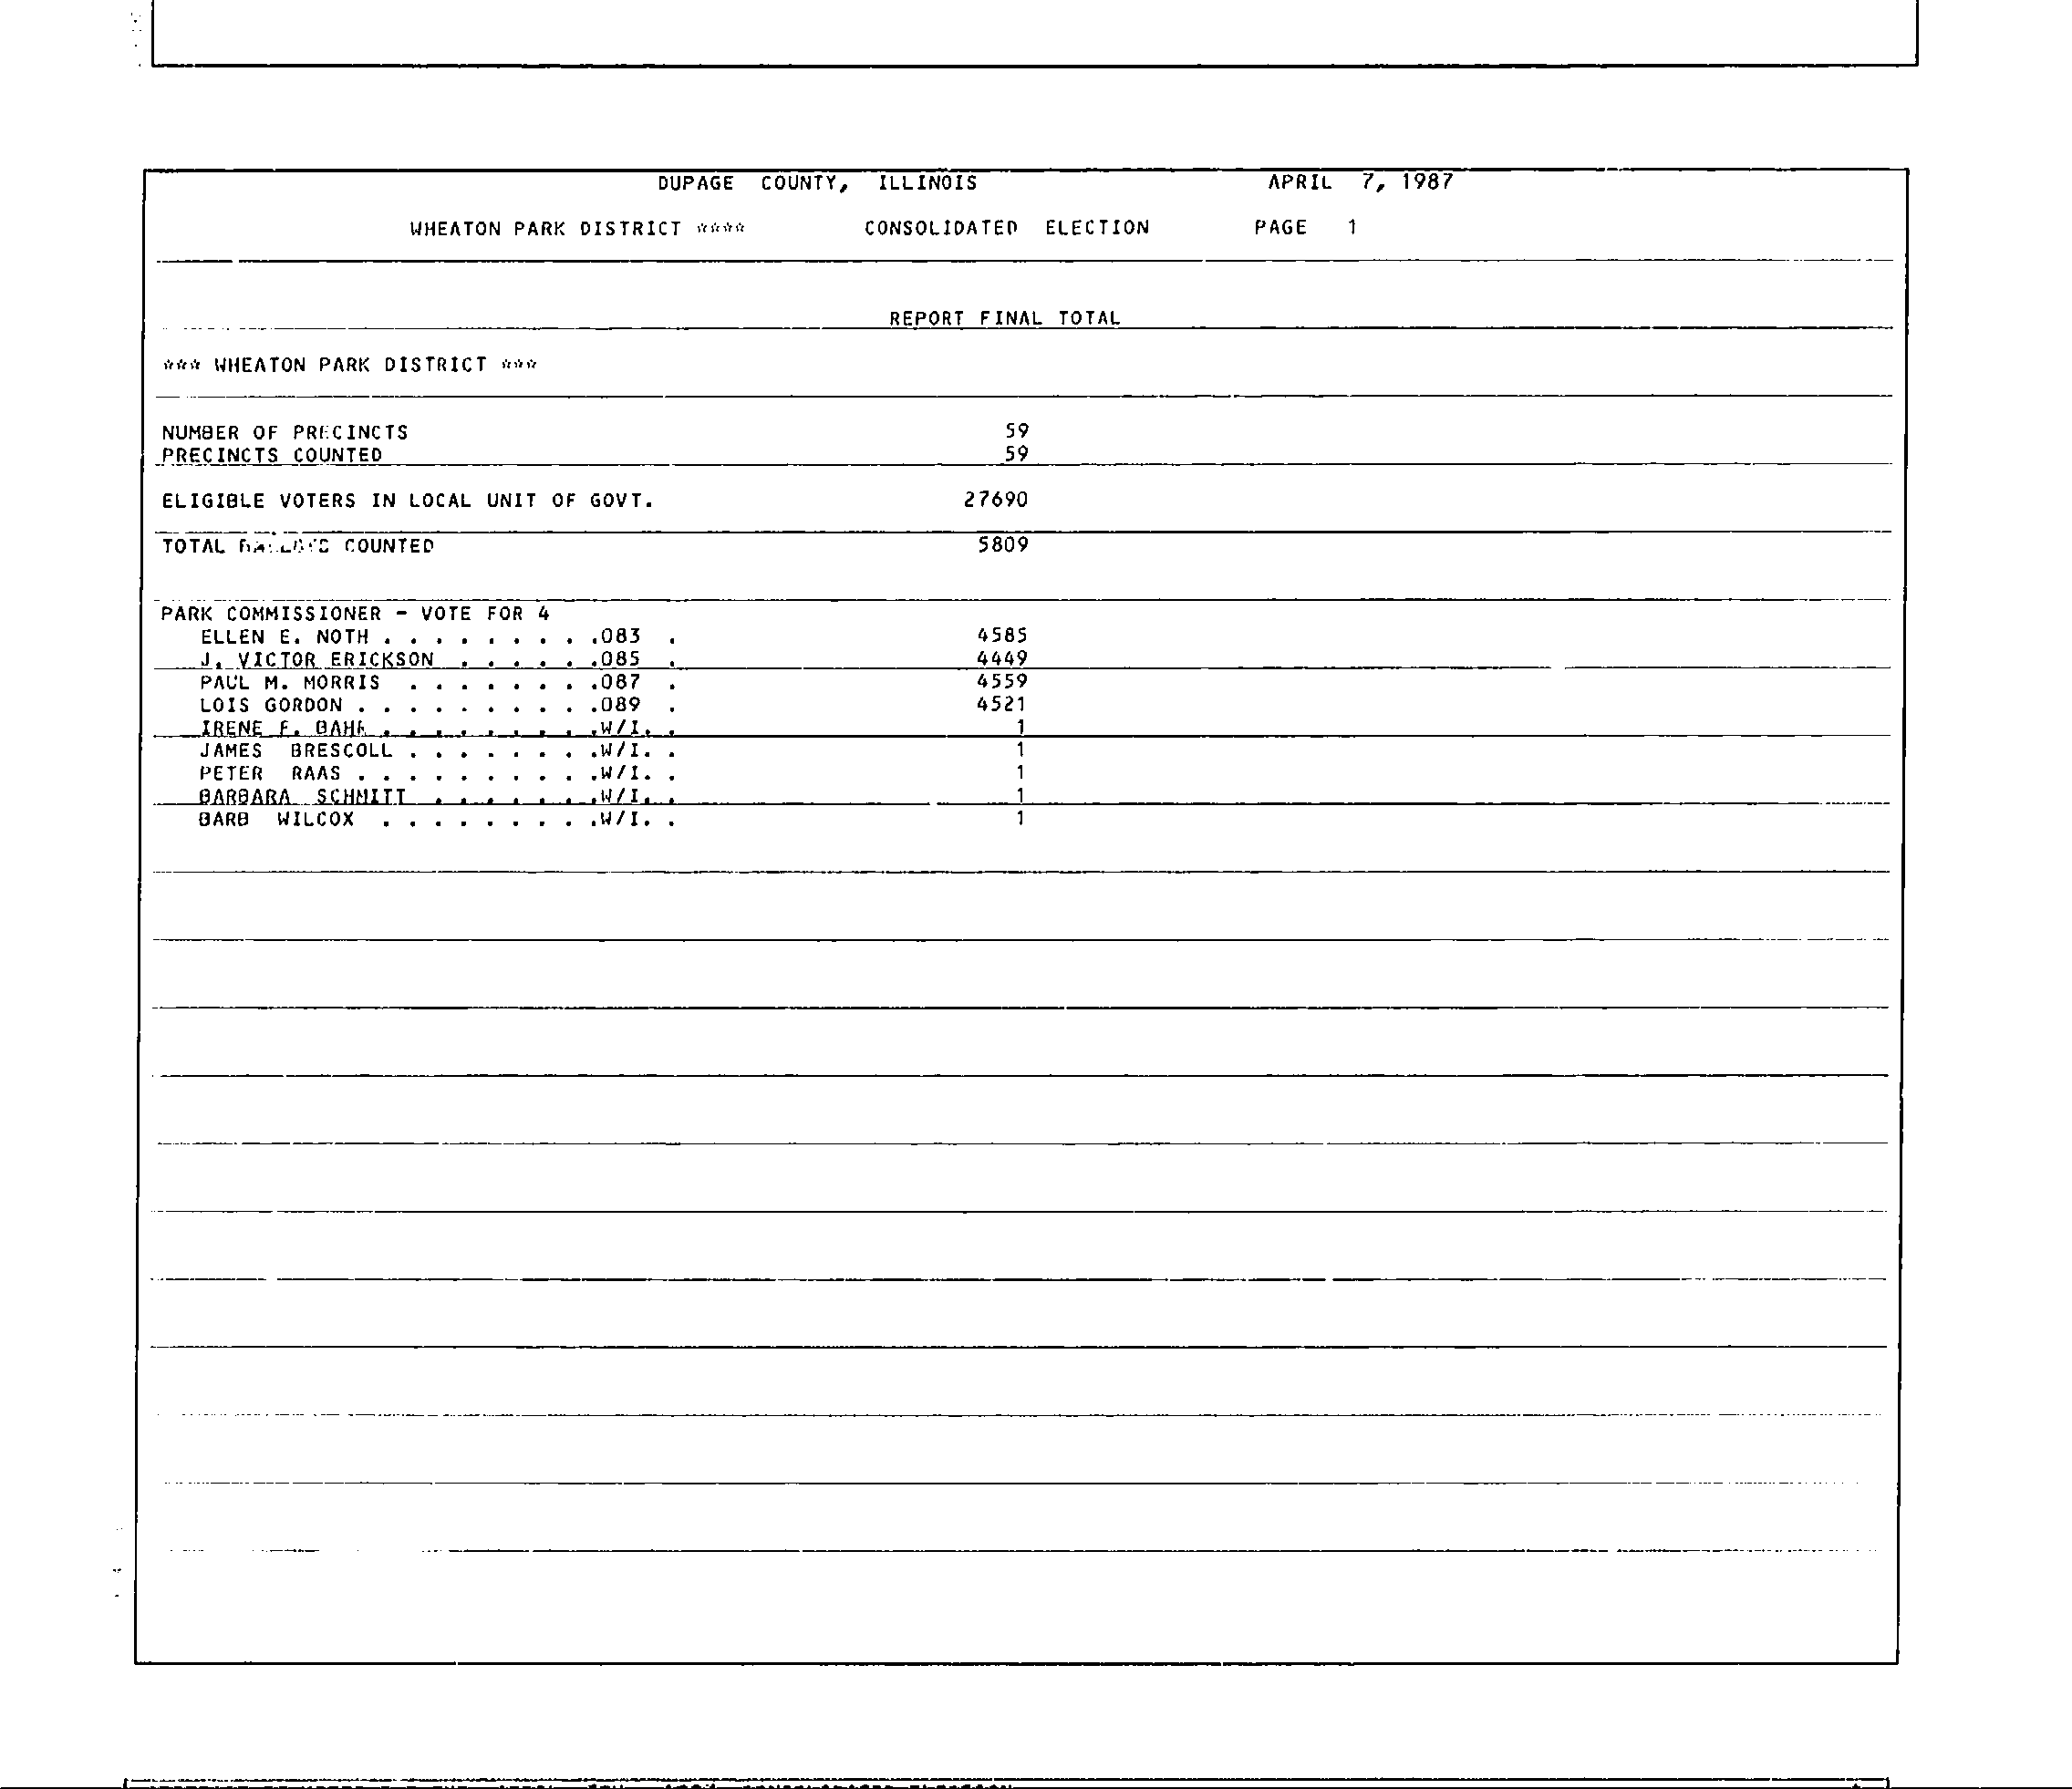 DUPAGE COUNTY, ILLINOIS APRIL 7, 1987
WHEATON PARK DISTRICT **** CONSOLIDATED ELECTION PAGE 1
REPORT FINAL TOTAL
*** WHEATON PARK DISTRICT ***
NUMBER OF PRECINCTS 59
PRECINCTS COUNTED 59
ELIGIBLE VOTERS IN LOCAL UNIT OF GOVT. 27690
TOTAL BALLOTS COUNTED 5809
PARK COMMISSIONER - VOTE FOR 4
ELLEN E. NOTH . . . . . . . . .083 . 4585
J. VICTOR ERICKSON . . . . . .085 . 4449
PAUL M. MORRIS . . . . . . . .087 . 4559
LOIS GORDON . . . . . . . . . .089 . 4521
IRENE F. . . . . . . . . .W/I. . 1
JAMES BRESCOLL . . . . . . . .W/I. . 1
PETER RAAS . . . . . . . . . .W/I. . 1
BARBARA SCHMITT . . . . . . .W/I. . 1
BARB WILCOX . . . . . . . . .W/I. . 1